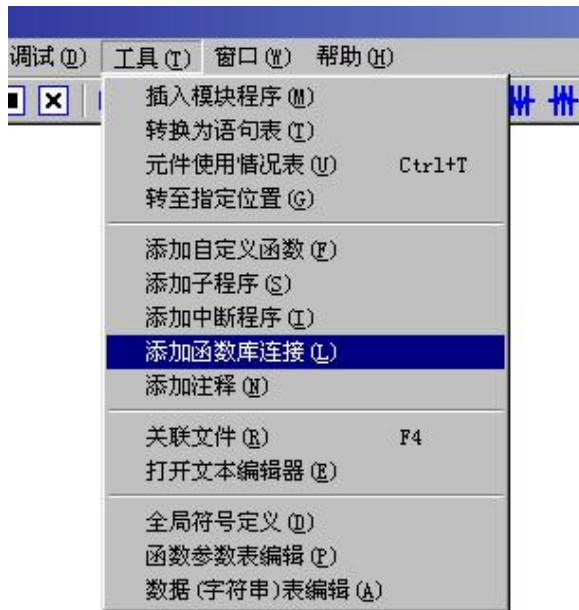 调试(D) 工具(T) 窗口(W) 帮助(H)
插入模块程序(M)
转换为语句表(T)
元件使用情况表(U) Ctrl+T
转至指定位置(G)
添加自定义函数(F)
添加子程序(S)
添加中断程序(I)
添加函数库连接(L)
添加注释(N)
关联文件(R) F4
打开文本编辑器(E)
全局符号定义(D)
函数参数表编辑(P)
数据(字符串)表编辑(A)